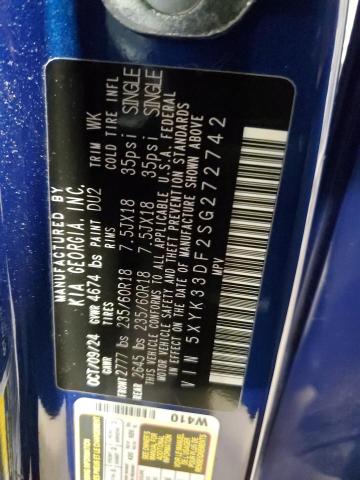 MANUFACTURED BY
KIA GEORGIA, INC.
OCT/09/24 GVWR 4674 lbs PAINT DU2 TRIM WK
GAWR TIRES RIMS COLD TIRE INFL
FRONT 2777 lbs 235/60R18 7.5JX18 35psi SINGLE
REAR 2645 lbs 235/60R18 7.5JX18 35psi SINGLE
THIS VEHICLE CONFORMS TO ALL APPLICABLE U.S.A. FEDERAL
MOTOR VEHICLE SAFETY, BUMPER, AND THEFT PREVENTION STANDARDS
IN EFFECT ON THE DATE OF MANUFACTURE SHOWN ABOVE
VIN 5XYK33DF2SG272742
MPV
W410